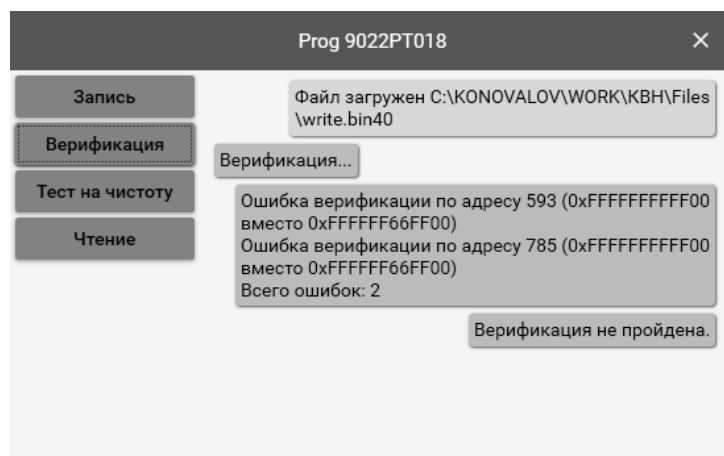 Prog 9022PT018
Запись
Верификация
Тест на чистоту
Чтение
Файл загружен C:\KONOVALOV\WORK\KBH\Files
\write.bin40
Верификация...
Ошибка верификации по адресу 593 (0xFFFFFFFFFF00
вместо 0xFFFFFF66FF00)
Ошибка верификации по адресу 785 (0xFFFFFFFFFF00
вместо 0xFFFFFF66FF00)
Всего ошибок: 2
Верификация не пройдена.